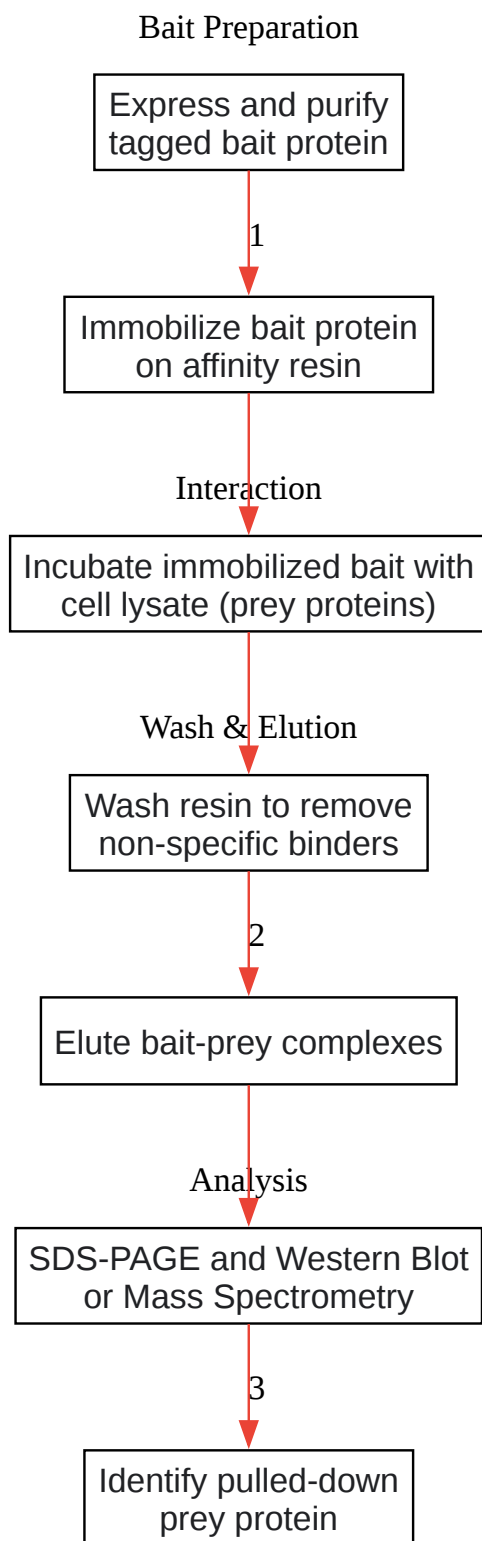 Bait Preparation
Express and purify
tagged bait protein
1
Immobilize bait protein
on affinity resin
Interaction
Incubate immobilized bait with
cell lysate (prey proteins)
Wash & Elution
Wash resin to remove
non-specific binders
2
Elute bait-prey complexes
Analysis
SDS-PAGE and Western Blot
or Mass Spectrometry
3
Identify pulled-down
prey protein